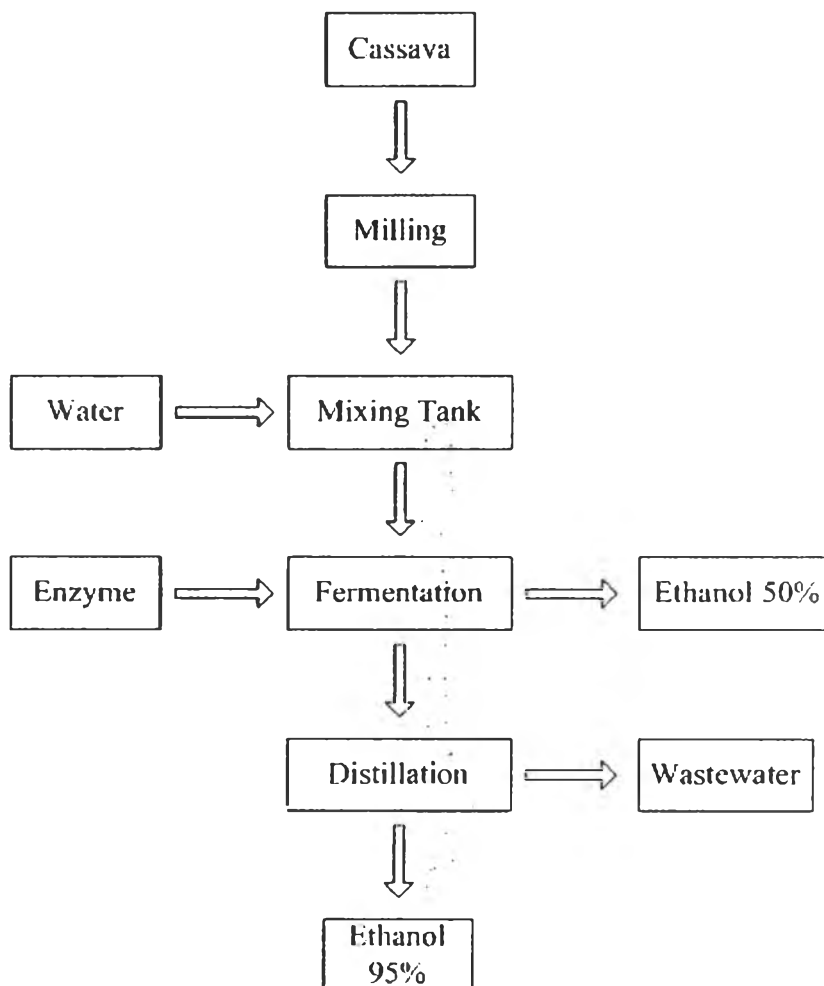 Cassava
Milling
Water
Mixing Tank
Enzyme
Fermentation
Ethanol 50%
Distillation
Wastewater
Ethanol
95%